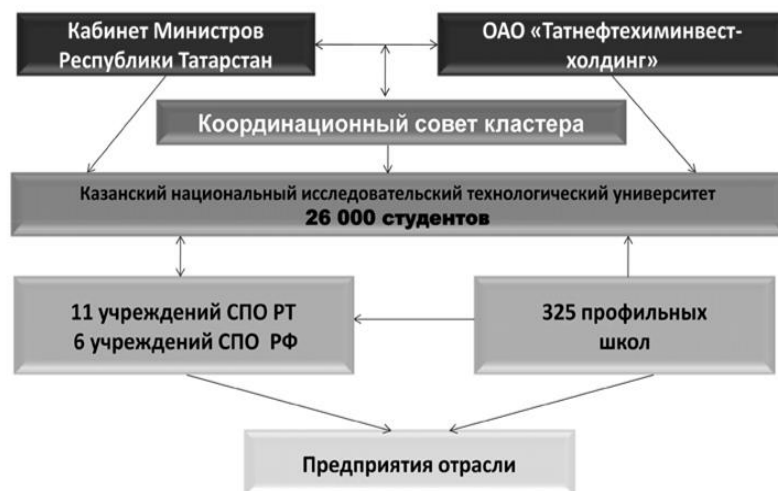 Кабинет Министров
Республики Татарстан
ОАО «Татнефтехиминвест-
холдинг»
Координационный совет кластера
Казанский национальный исследовательский технологический университет
26 000 студентов
11 учреждений СПО РТ
6 учреждений СПО РФ
325 профильных
школ
Предприятия отрасли